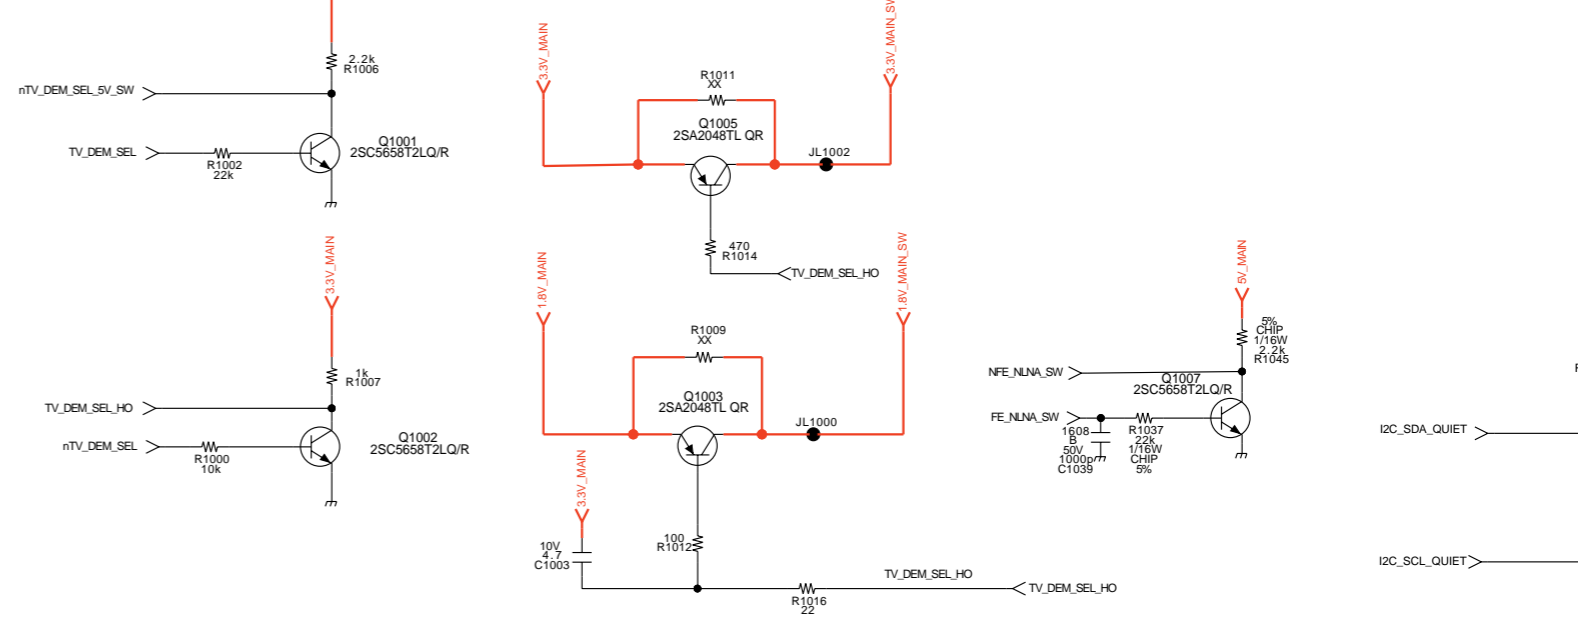 2.2k
R1006
nTV_DEM_SEL_5V_SW
TV_DEM_SEL
R1002
22k
Q1001
2SC5658T2LQ/R
3.3V_MAIN
3.3V_MAIN_SW
R1011
XX
Q1005
2SA2048TL QR
JL1002
470
R1014
TV_DEM_SEL_HO
3.3V_MAIN
1k
R1007
TV_DEM_SEL_HO
nTV_DEM_SEL
R1000
10k
Q1002
2SC5658T2LQ/R
1.8V_MAIN
1.8V_MAIN_SW
R1009
XX
Q1003
2SA2048TL QR
JL1000
3.3V_MAIN
10V
4.7
C1003
100
R1012
TV_DEM_SEL_HO
R1016
22
TV_DEM_SEL_HO
5V_MAIN
5%
CHIP
1/16W
2.2k
R1045
NFE_NLNA_SW
Q1007
2SC5658T2LQ/R
FE_NLNA_SW
1608
B
50V
1000p
C1039
R1037
22k
1/16W
CHIP
5%
I2C_SDA_QUIET
I2C_SCL_QUIET